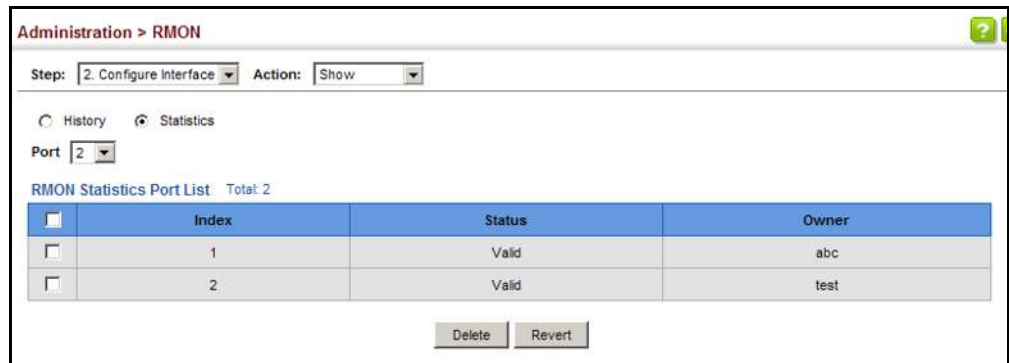 Administration > RMON
?
Step: 2. Configure Interface Action: Show
History Statistics
Port 2
RMON Statistics Port List Total: 2
Index Status Owner
1 Valid abc
2 Valid test
Delete Revert